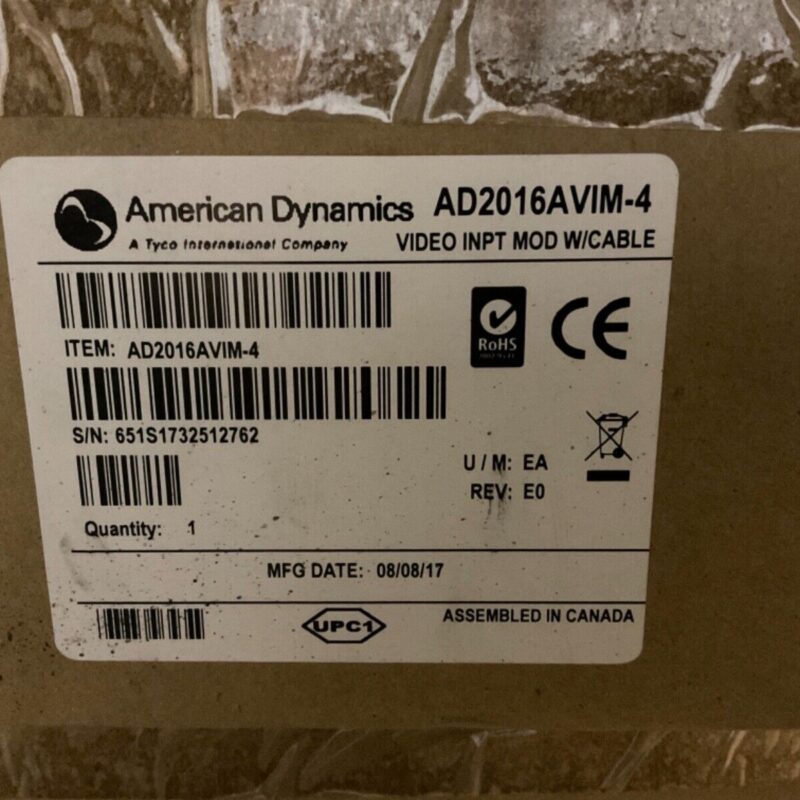 American Dynamics AD2016AVIM-4
A Tyco International Company VIDEO INPT MOD W/CABLE
RoHS
CE
ITEM: AD2016AVIM-4
S/N: 651S1732512762
U / M: EA
REV: E0
Quantity: 1
MFG DATE: 08/08/17
UPC1 ASSEMBLED IN CANADA